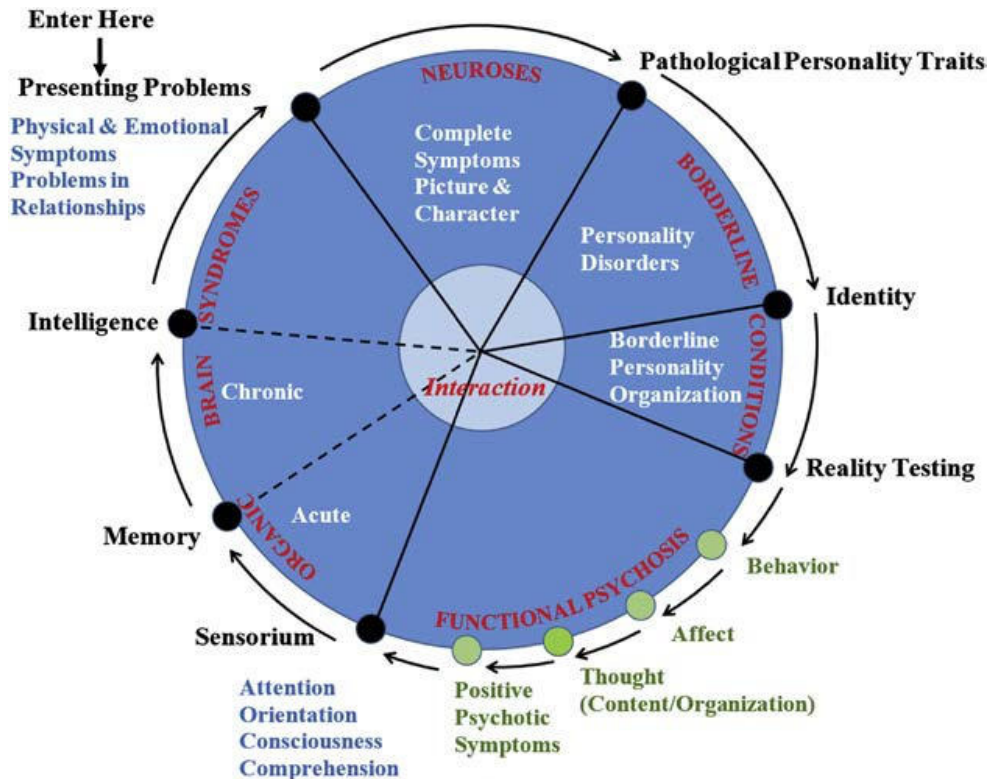 Enter Here
Presenting Problems
Physical & Emotional
Symptoms
Problems in
Relationships
NEUROSES
Complete
Symptoms
Picture &
Character
Pathological Personality Traits
BORDERLINE
CONDITIONS
Personality
Disorders
Identity
Borderline
Personality
Organization
Reality Testing
Behavior
Affect
Thought
(Content/Organization)
Positive
Psychotic
Symptoms
FUNCTIONAL PSYCHOSIS
Sensorium
Attention
Orientation
Consciousness
Comprehension
Acute
Memory
Chronic
Intelligence
ORGANIC
BRAIN
SYNDROMES
Interaction